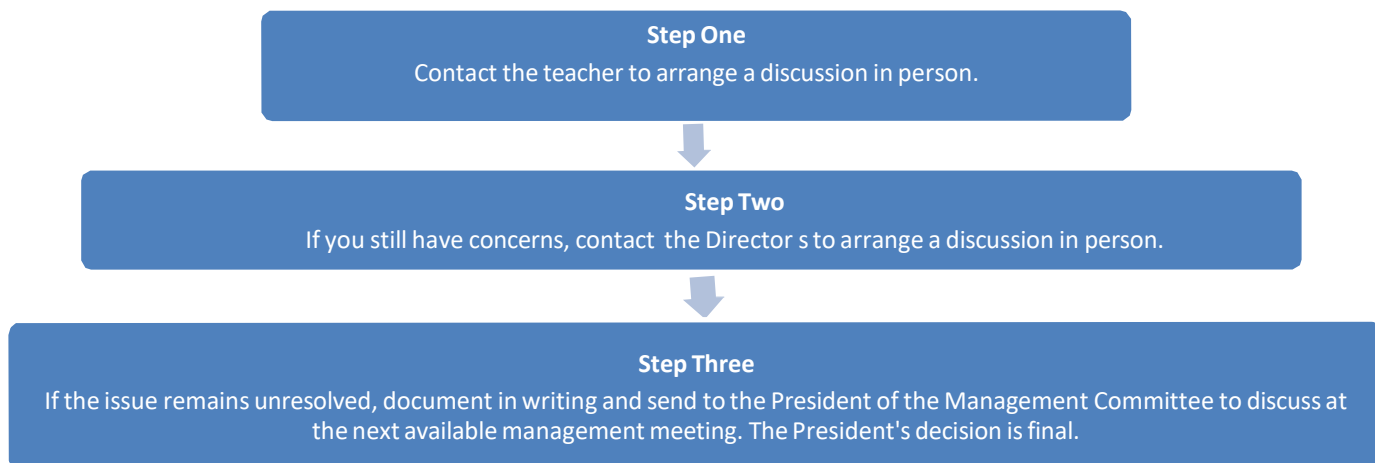 Step One
Contact the teacher to arrange a discussion in person.
Step Two
If you still have concerns, contact the Director s to arrange a discussion in person.
Step Three
If the issue remains unresolved, document in writing and send to the President of the Management Committee to discuss at
the next available management meeting. The President's decision is final.